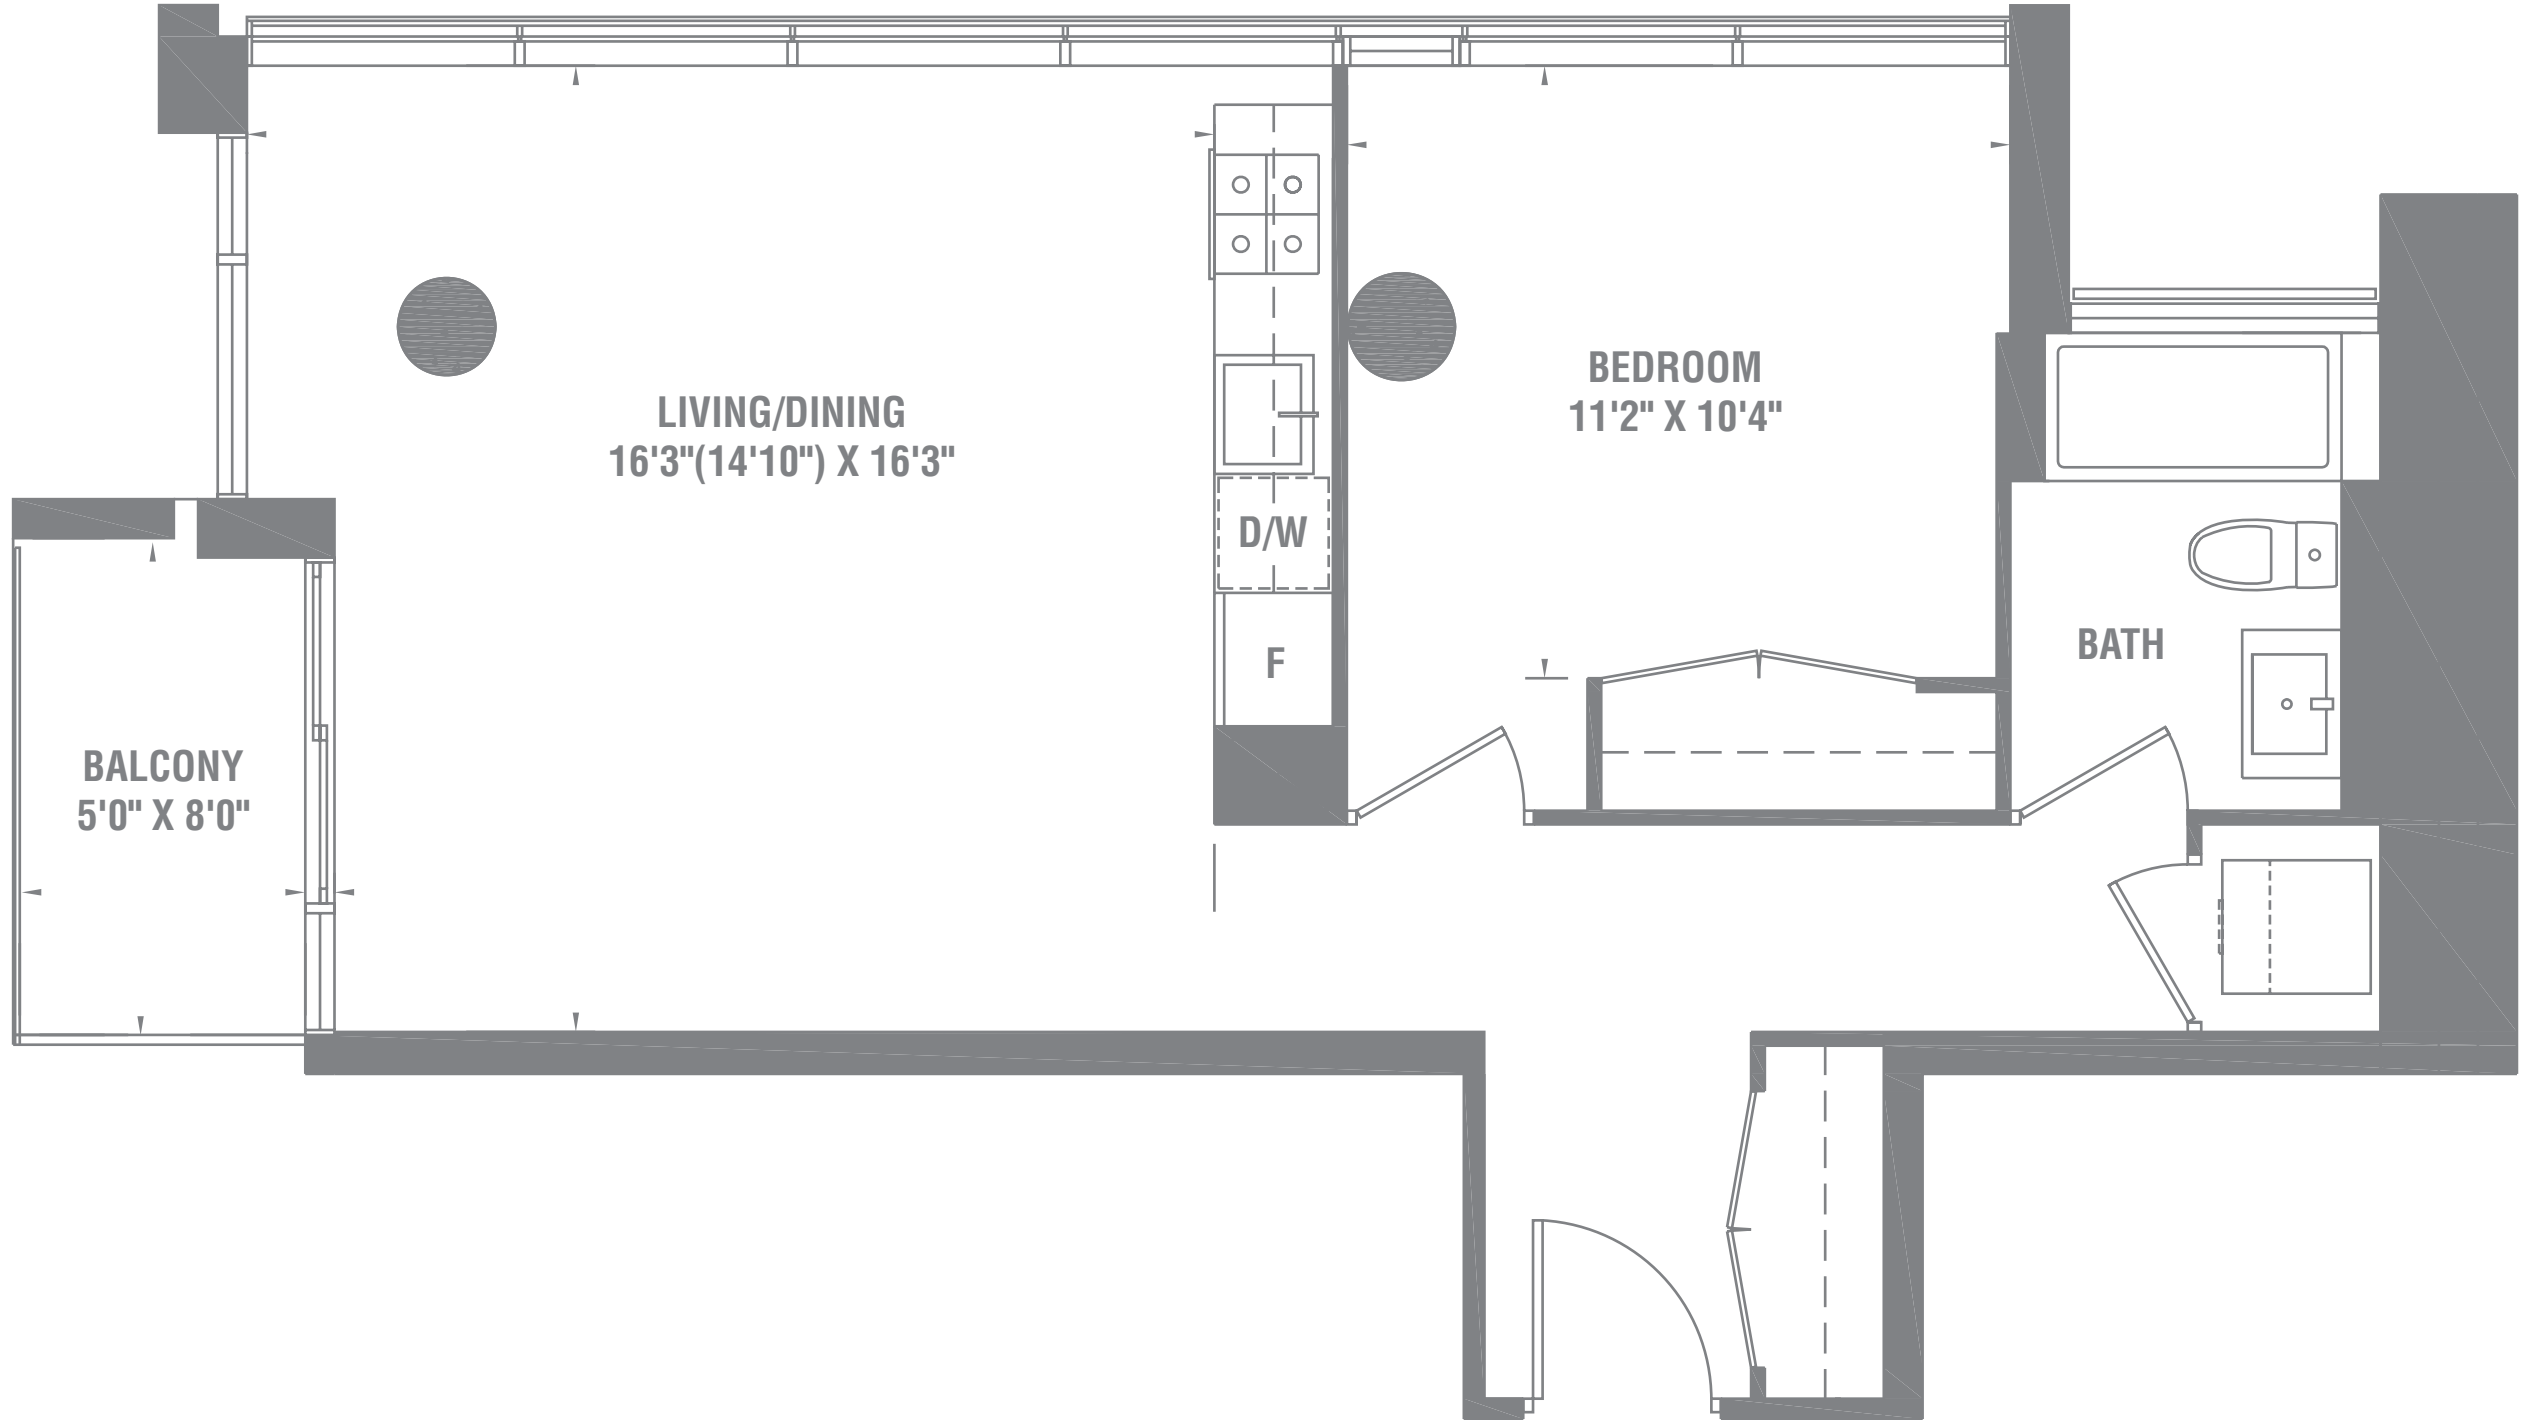 LIVING/DINING
16'3"(14'10") X 16'3"
BEDROOM
11'2" X 10'4"
D/W
F
BATH
BALCONY
5'0" X 8'0"